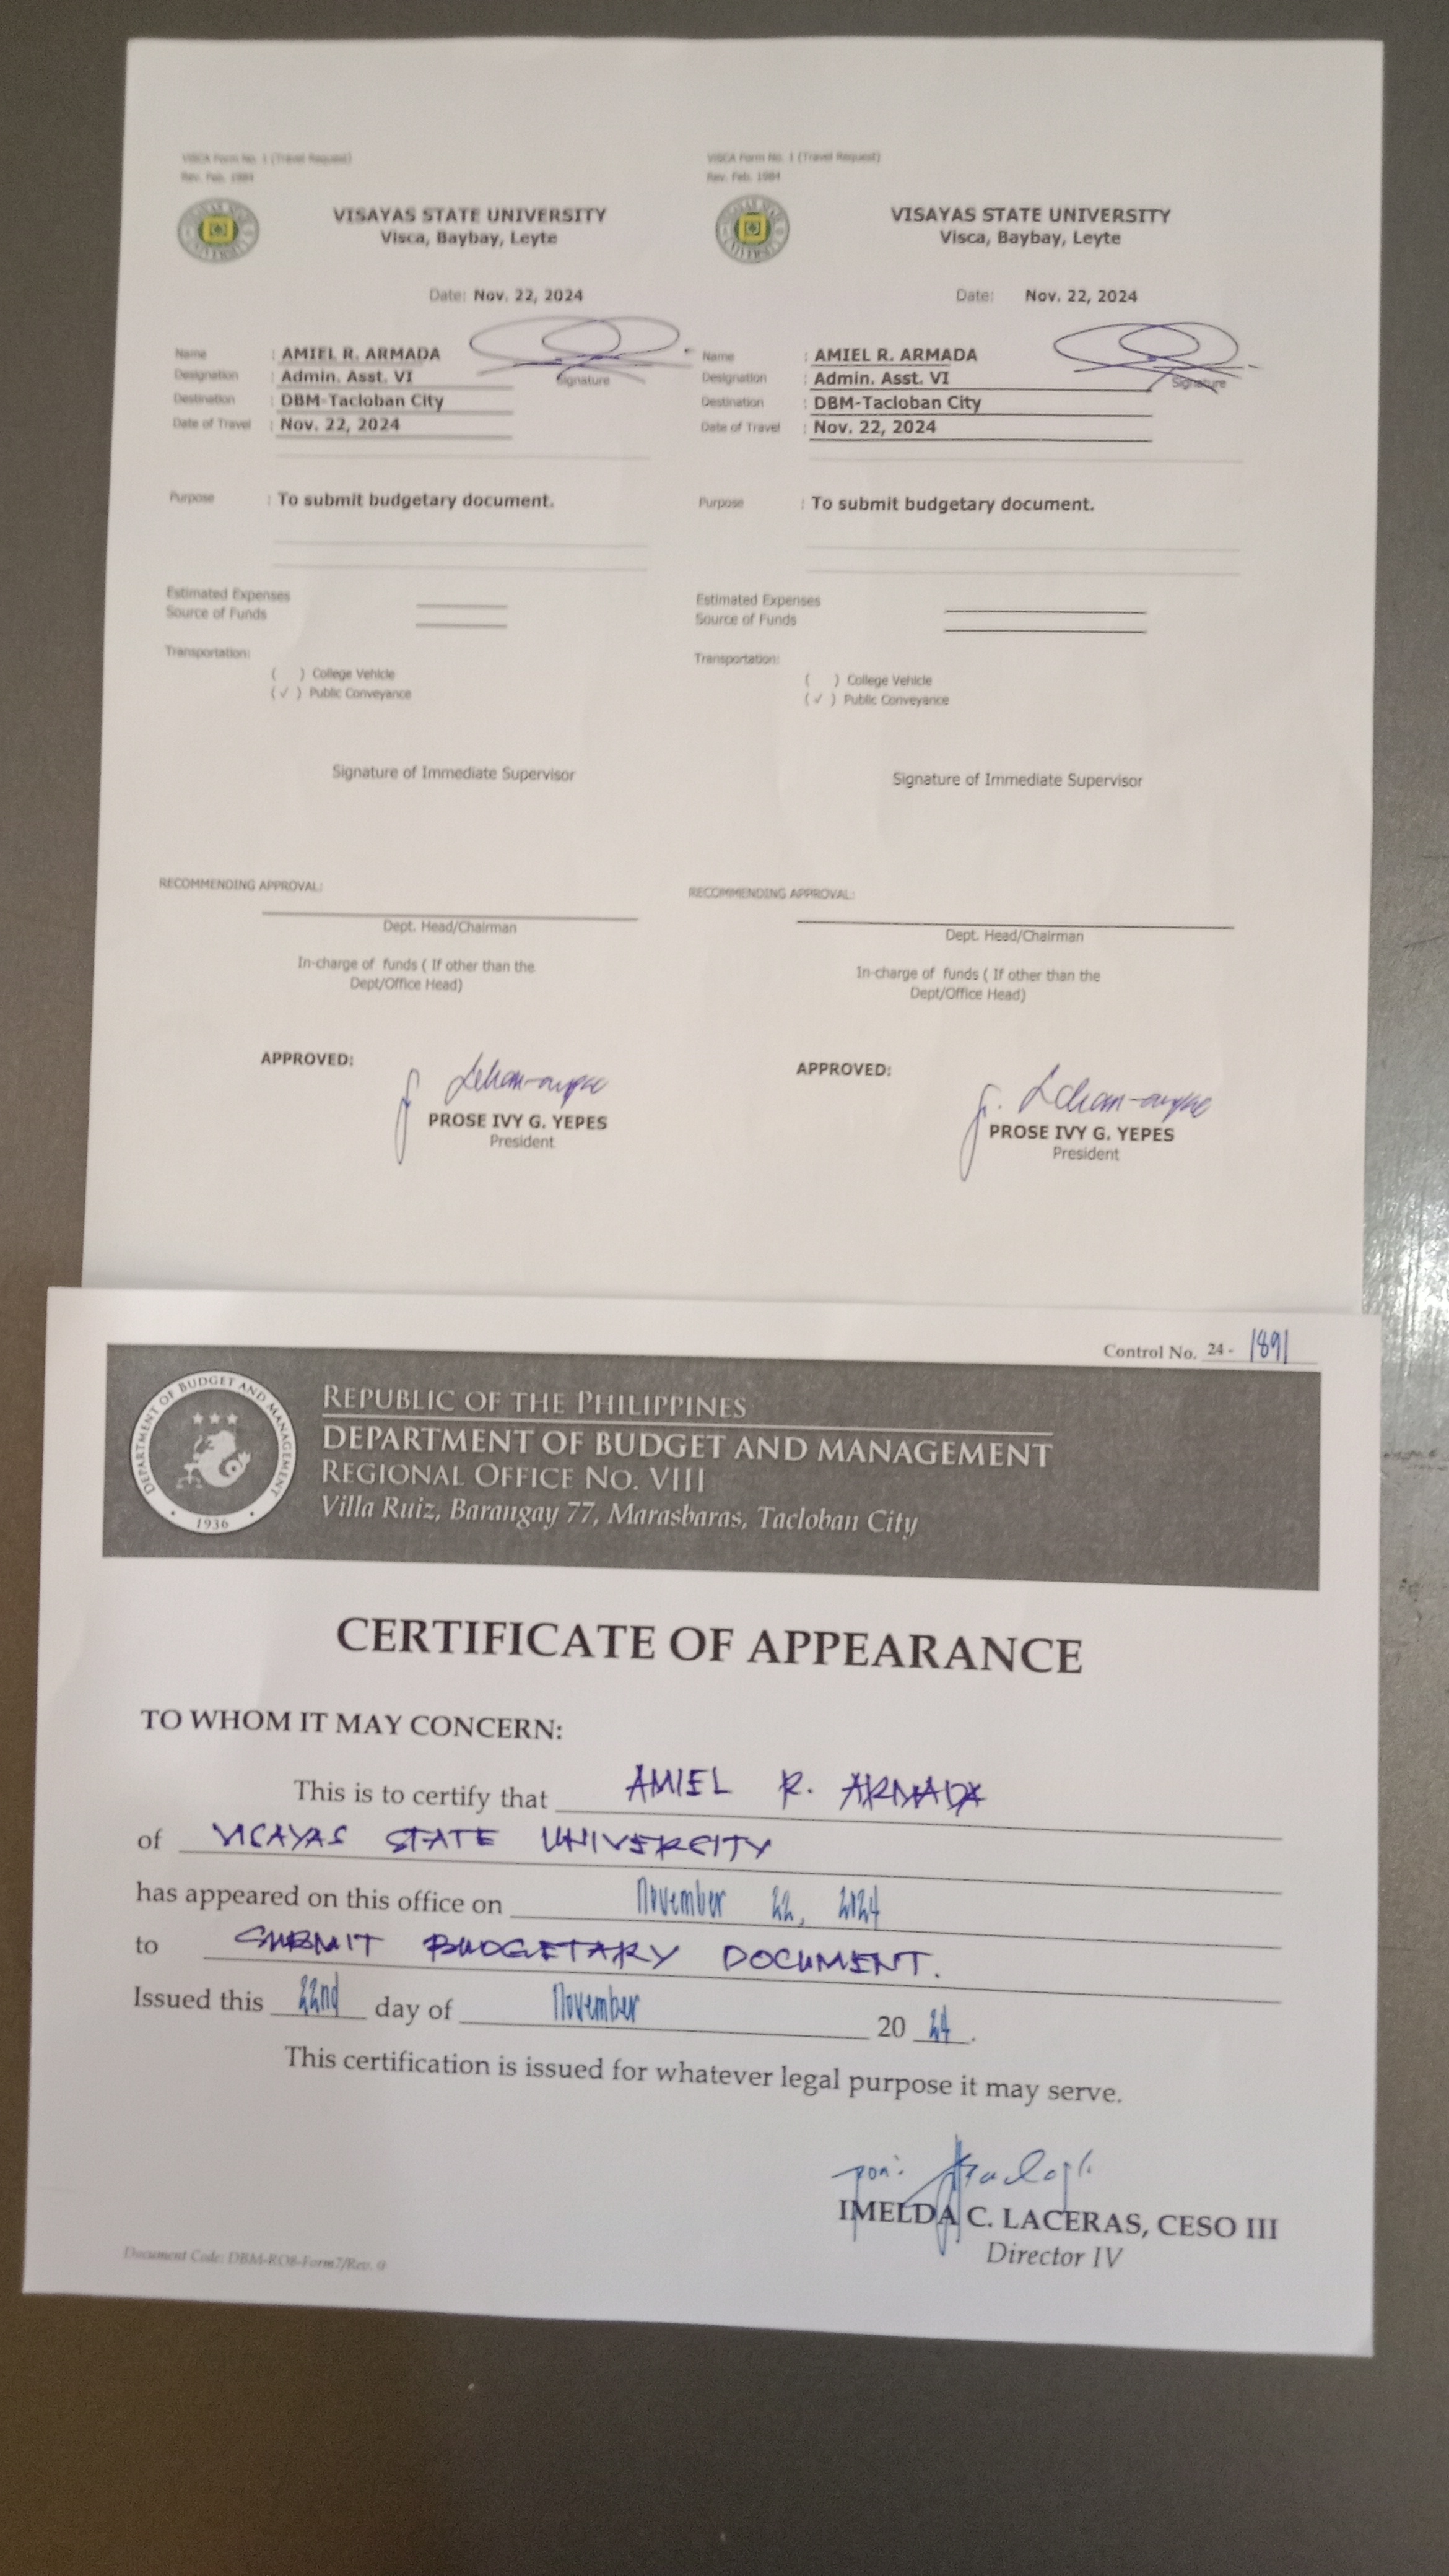 VISCA Form No. 1 (Travel Request)
Rev. Feb. 1984
VISAYAS STATE UNIVERSITY
Visca, Baybay, Leyte
Date: Nov. 22, 2024
Name : AMIEL R. ARMADA
Signature
Designation : Admin. Asst. VI
Destination : DBM-Tacloban City
Date of Travel : Nov. 22, 2024
Purpose : To submit budgetary document.
Estimated Expenses
Source of Funds
Transportation:
( ) College Vehicle
(✓) Public Conveyance
Signature of Immediate Supervisor
RECOMMENDING APPROVAL:
Dept. Head/Chairman
In-charge of funds ( If other than the
Dept/Office Head)
APPROVED:
PROSE IVY G. YEPES
President
VISCA Form No. 1 (Travel Request)
Rev. Feb. 1984
VISAYAS STATE UNIVERSITY
Visca, Baybay, Leyte
Date: Nov. 22, 2024
Name : AMIEL R. ARMADA
Signature
Designation : Admin. Asst. VI
Destination : DBM-Tacloban City
Date of Travel : Nov. 22, 2024
Purpose : To submit budgetary document.
Estimated Expenses
Source of Funds
Transportation:
( ) College Vehicle
(✓) Public Conveyance
Signature of Immediate Supervisor
RECOMMENDING APPROVAL:
Dept. Head/Chairman
In-charge of funds ( If other than the
Dept/Office Head)
APPROVED:
PROSE IVY G. YEPES
President
Control No. 24- 1891
DEPARTMENT OF BUDGET AND MANAGEMENT
1936
REPUBLIC OF THE PHILIPPINES
DEPARTMENT OF BUDGET AND MANAGEMENT
REGIONAL OFFICE NO. VIII
Villa Ruiz, Barangay 77, Marasbaras, Tacloban City
CERTIFICATE OF APPEARANCE
TO WHOM IT MAY CONCERN:
This is to certify that AMIEL R. ARMADA
of VISAYAS STATE UNIVERSITY
has appeared on this office on November 22, 2024
to SUBMIT BUDGETARY DOCUMENT.
Issued this 22nd day of November 20 24.
This certification is issued for whatever legal purpose it may serve.
IMELDA C. LACERAS, CESO III
Director IV
Document Code: DBM-RO8-Form7/Rev. 0